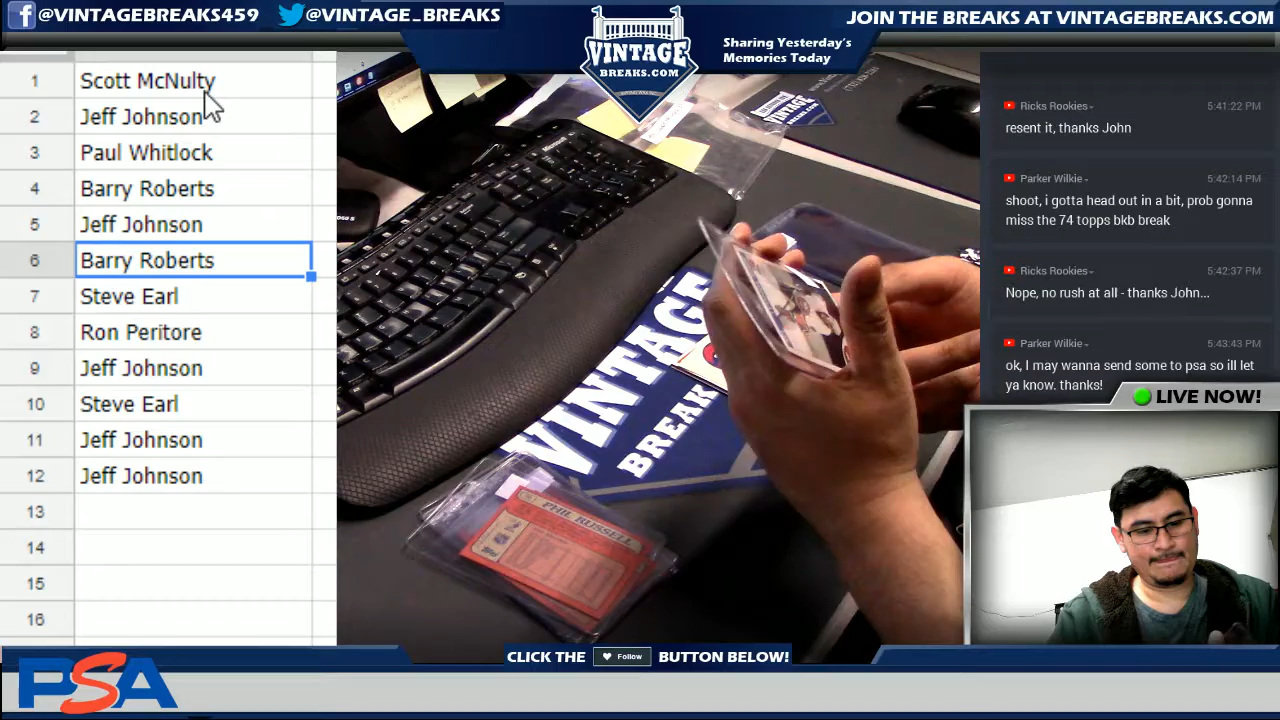 @VINTAGEBREAKS459
@VINTAGE_BREAKS
VINTAGE
BREAKS.COM
Sharing Yesterday's
Memories Today
JOIN THE BREAKS AT VINTAGEBREAKS.COM
1 Scott McNulty
2 Jeff Johnson
3 Paul Whitlock
4 Barry Roberts
5 Jeff Johnson
6 Barry Roberts
7 Steve Earl
8 Ron Peritore
9 Jeff Johnson
10 Steve Earl
11 Jeff Johnson
12 Jeff Johnson
13
14
15
16
VINTAGE
BREAK
PHIL RUSSELL
Topps
Ricks Rookies 5:41:22 PM
resent it, thanks John
Parker Wilkie 5:42:14 PM
shoot, i gotta head out in a bit, prob gonna
miss the 74 topps bkb break
Ricks Rookies 5:42:37 PM
Nope, no rush at all - thanks John...
Parker Wilkie 5:43:43 PM
ok, I may wanna send some to psa so ill let
ya know. thanks!
LIVE NOW!
CLICK THE Follow BUTTON BELOW!
PSA